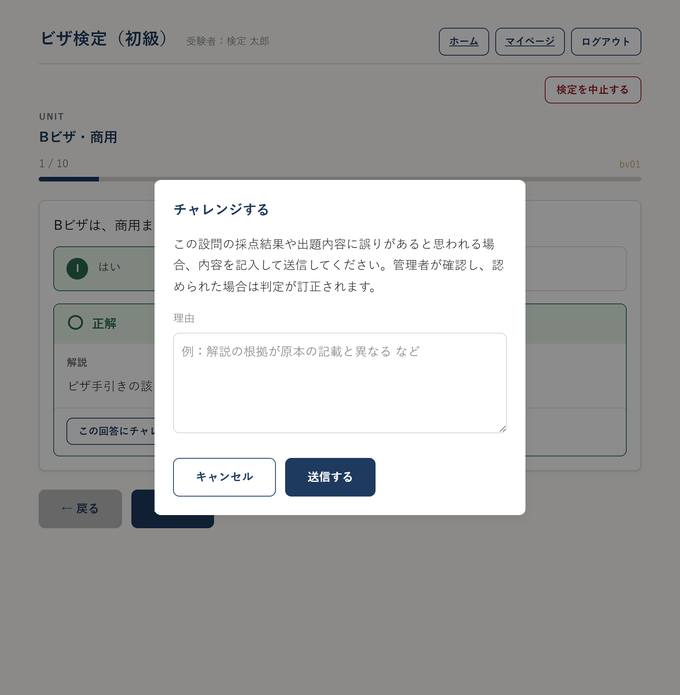 ビザ検定（初級）
受験者：検定 太郎
ホーム
マイページ
ログアウト
検定を中止する
UNIT
Bビザ・商用
1 / 10
bv01
Bビザは、商用ま
はい
正解
解説
ビザ手引きの該
この回答にチャレ
← 戻る
チャレンジする
この設問の採点結果や出題内容に誤りがあると思われる場
合、内容を記入して送信してください。管理者が確認し、認
められた場合は判定が訂正されます。
理由
例：解説の根拠が原本の記載と異なる など
キャンセル
送信する